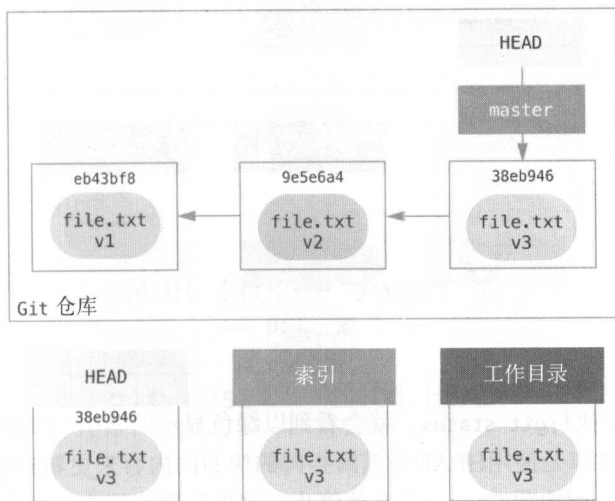 HEAD
master
eb43bf8
9e5e6a4
38eb946
file.txt
v1
file.txt
v2
file.txt
v3
Git 仓库
HEAD
索引
工作目录
38eb946
file.txt
v3
file.txt
v3
file.txt
v3